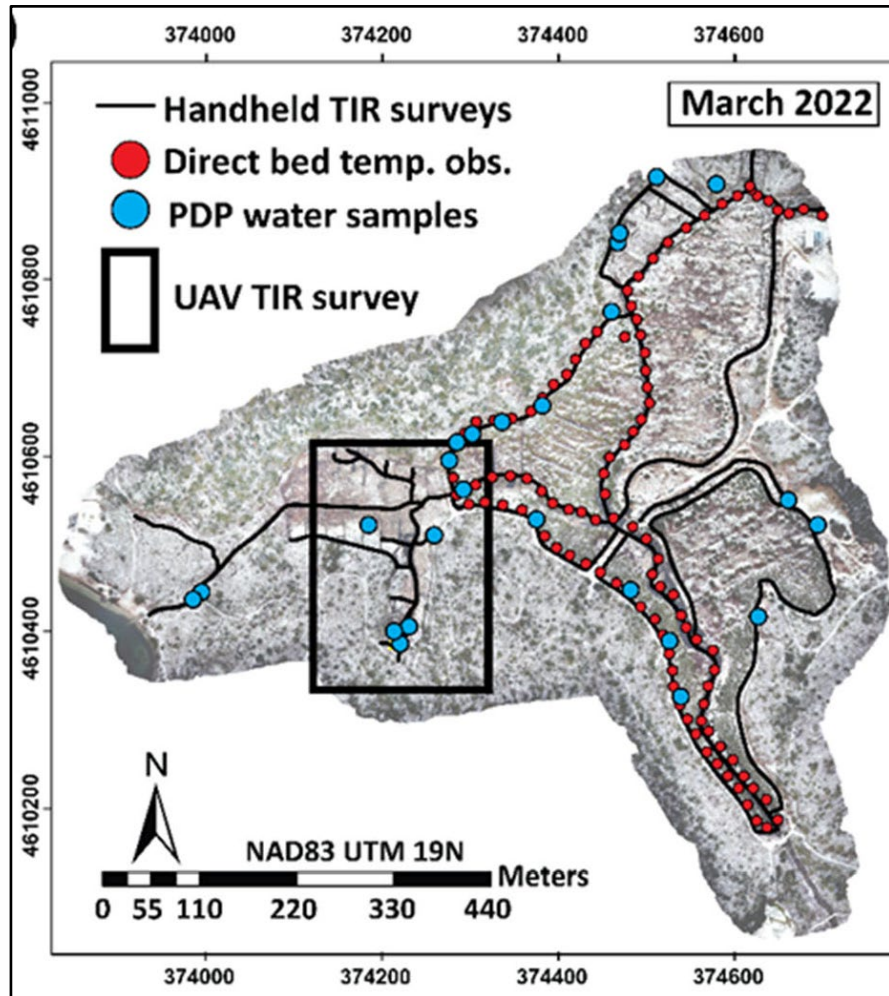 374000 374200 374400 374600
4611000
4610800
4610600
4610400
4610200
Handheld TIR surveys
Direct bed temp. obs.
PDP water samples
UAV TIR survey
March 2022
N
NAD83 UTM 19N
Meters
0 55 110 220 330 440
374000 374200 374400 374600